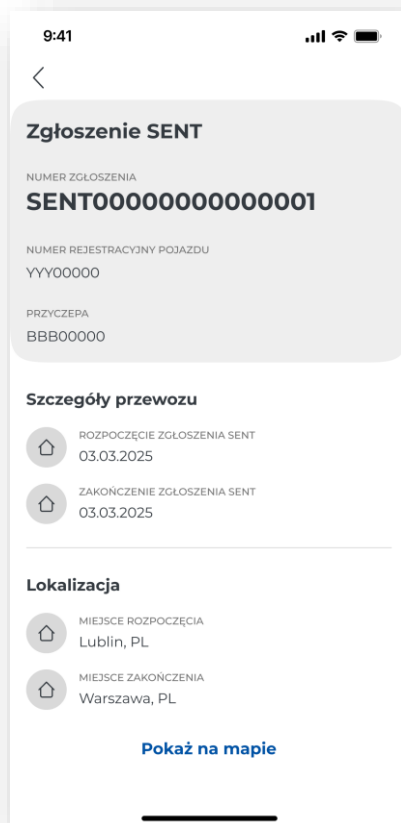 9:41
Zgłoszenie SENT
NUMER ZGŁOSZENIA
SENT00000000000001
NUMER REJESTRACYJNY POJAZDU
YYY00000
PRZYCZEPA
BBB00000
Szczegóły przewozu
ROZPOCZĘCIE ZGŁOSZENIA SENT
03.03.2025
ZAKOŃCZENIE ZGŁOSZENIA SENT
03.03.2025
Lokalizacja
MIEJSCE ROZPOCZĘCIA
Lublin, PL
MIEJSCE ZAKOŃCZENIA
Warszawa, PL
Pokaż na mapie